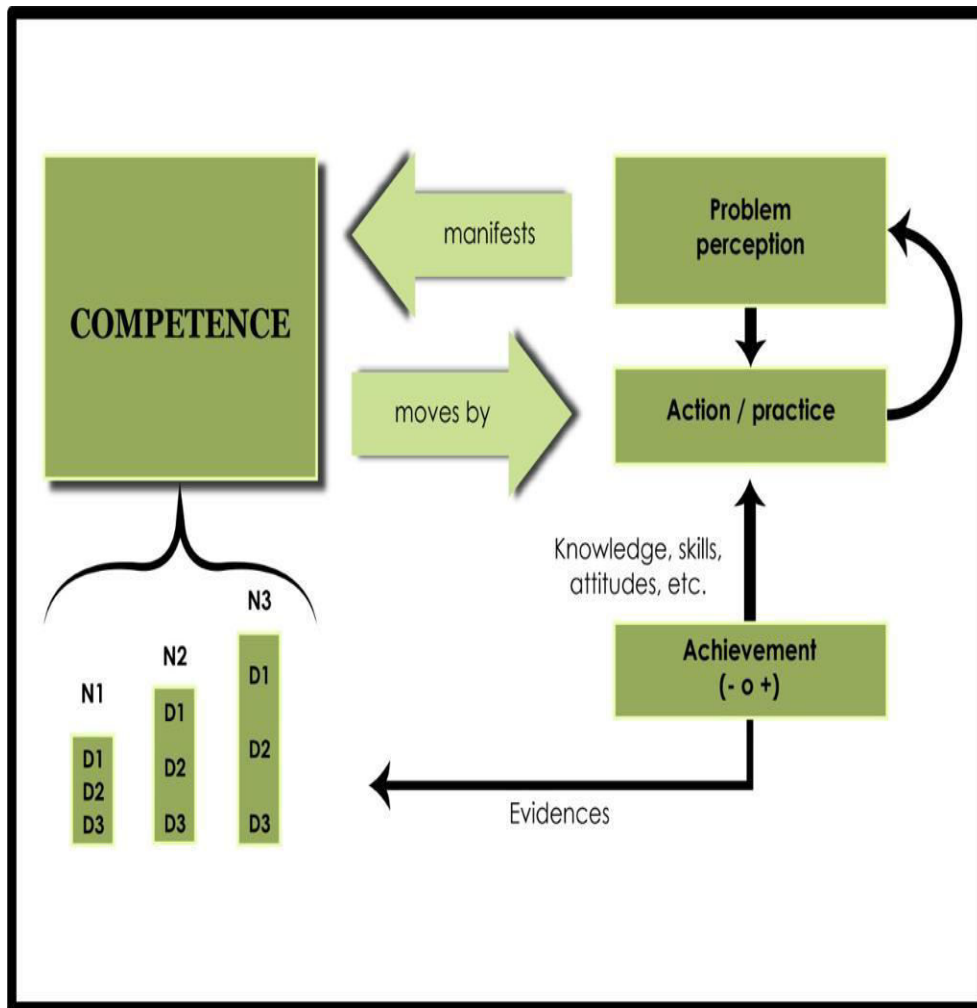 COMPETENCE
manifests
moves by
Problem
perception
Action / practice
Knowledge, skills,
attitudes, etc.
Achievement
(- o +)
Evidences
N1
D1
D2
D3
N2
D1
D2
D3
N3
D1
D2
D3